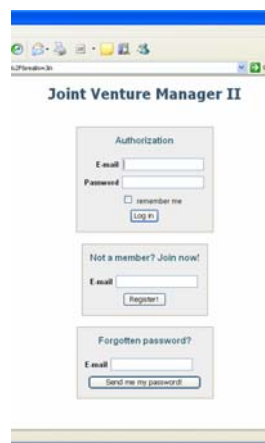 Joint Venture Manager II
Authorization
E-mail
Password
remember me
Log in
Not a member? Join now!
E-mail
Register!
Forgotten password?
E-mail
Send me my password!